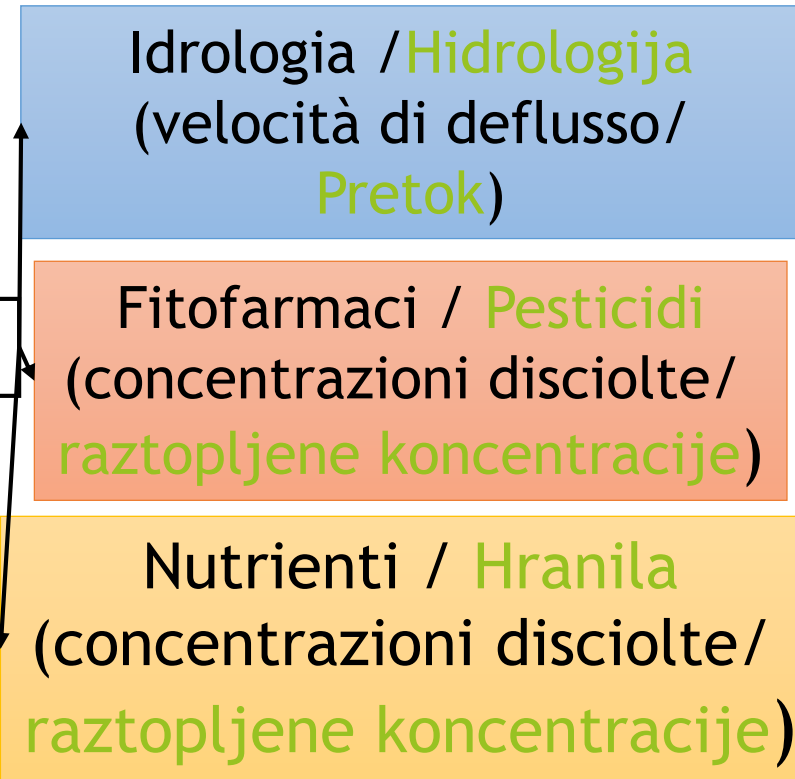 Idrologia /Hidrologija
(velocità di deflusso/
Pretok)
Fitofarmaci / Pesticidi
(concentrazioni disciolte/
raztopljene koncentracije)
Nutrienti / Hranila
(concentrazioni disciolte/
raztopljene koncentracije)